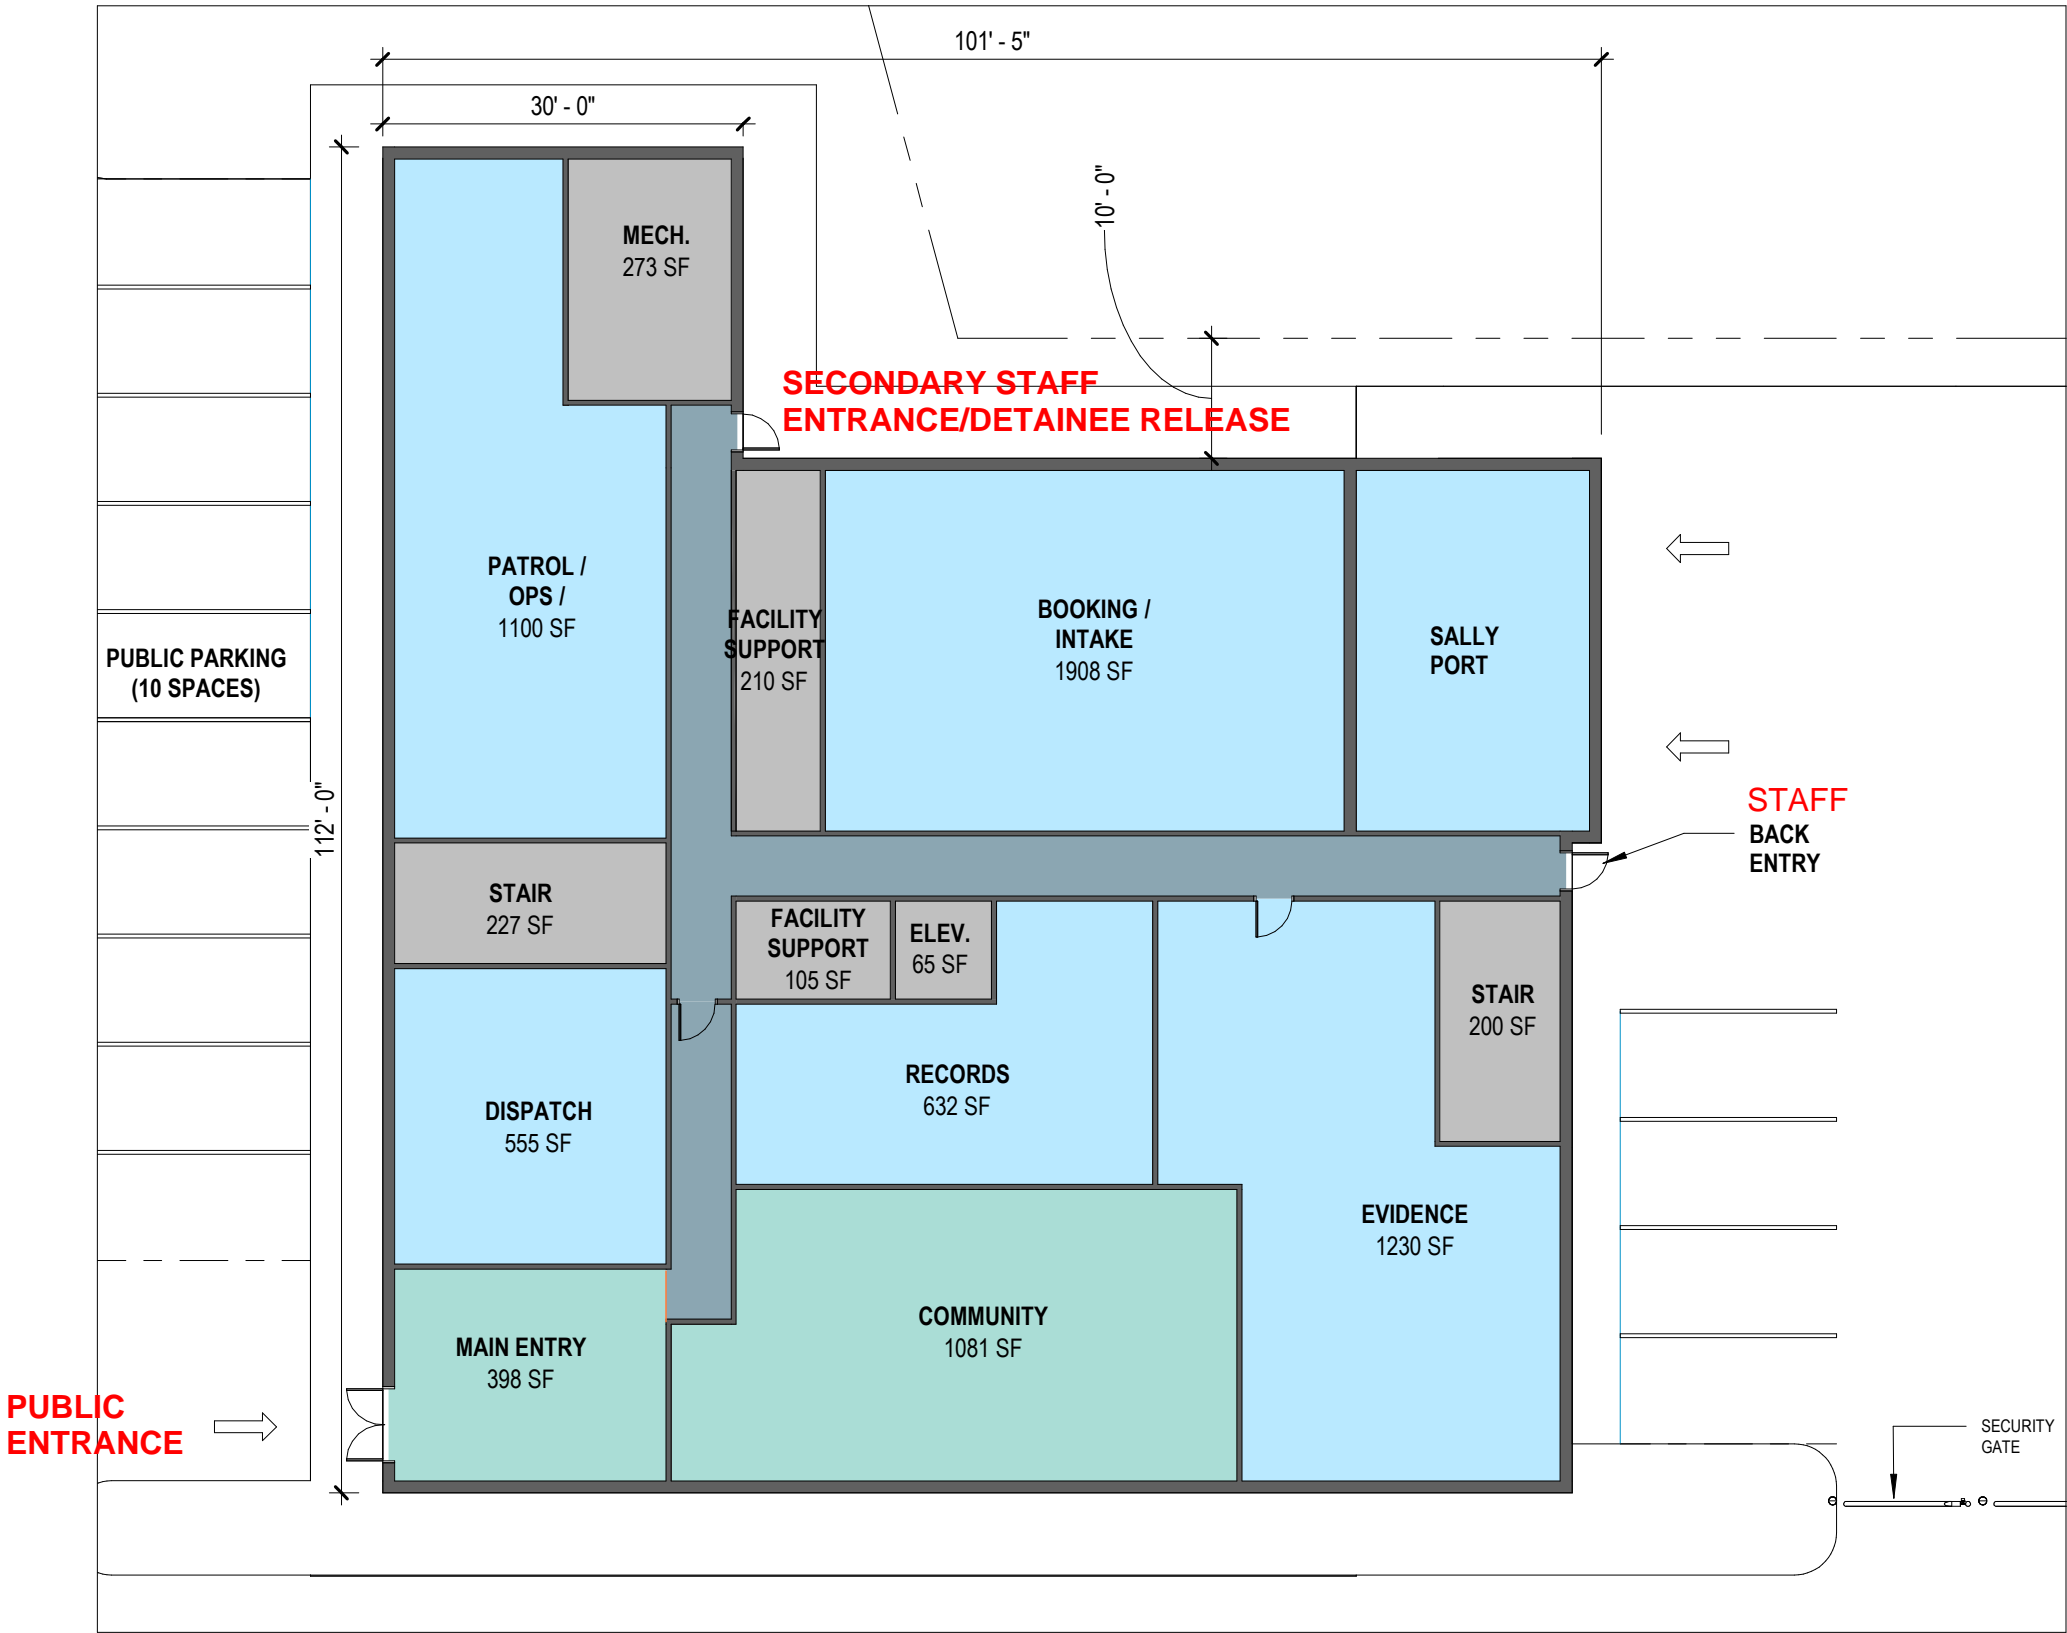 101' - 5"
30' - 0"
10' - 0"
MECH.
273 SF
SECONDARY STAFF
ENTRANCE/DETAINEE RELEASE
PATROL /
OPS /
1100 SF
FACILITY
SUPPORT
210 SF
BOOKING /
INTAKE
1908 SF
SALLY
PORT
PUBLIC PARKING
(10 SPACES)
112' - 0"
STAFF
BACK
ENTRY
STAIR
227 SF
FACILITY
SUPPORT
105 SF
ELEV.
65 SF
STAIR
200 SF
RECORDS
632 SF
DISPATCH
555 SF
EVIDENCE
1230 SF
COMMUNITY
1081 SF
MAIN ENTRY
398 SF
PUBLIC
ENTRANCE
SECURITY
GATE